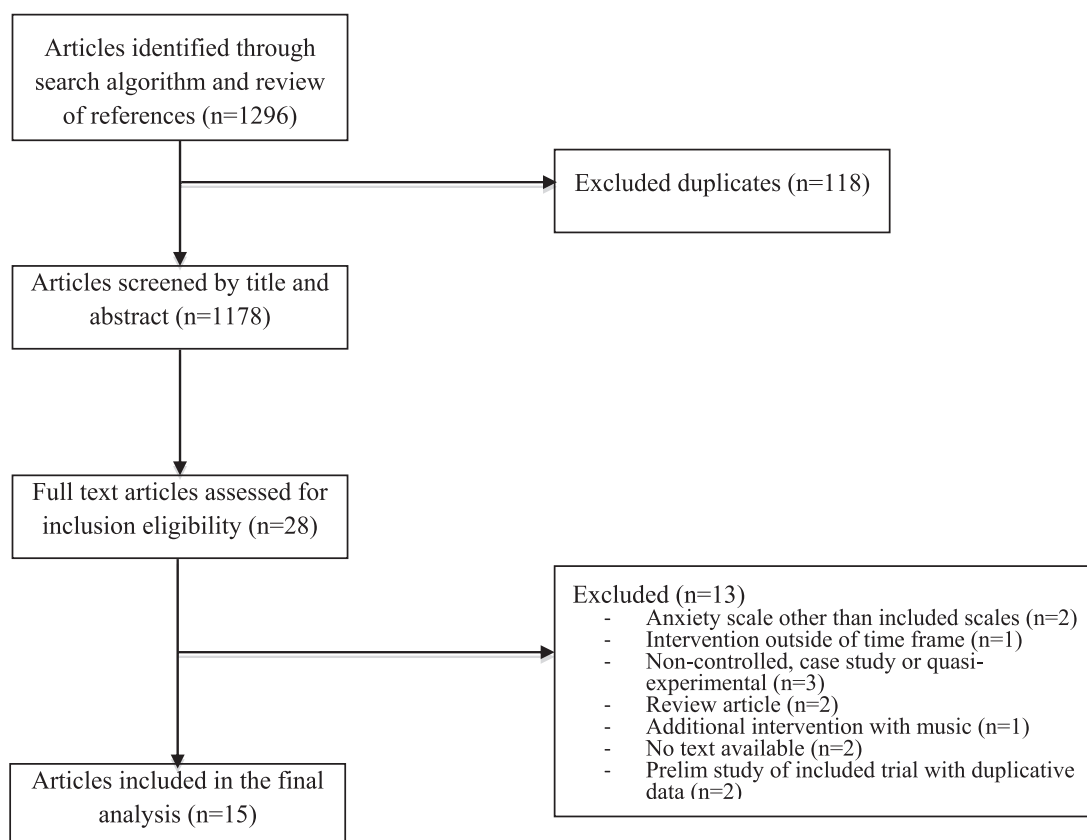 Articles identified through
search algorithm and review
of references (n=1296)
Excluded duplicates (n=118)
Articles screened by title and
abstract (n=1178)
Full text articles assessed for
inclusion eligibility (n=28)
Excluded (n=13)
- Anxiety scale other than included scales (n=2)
- Intervention outside of time frame (n=1)
- Non-controlled, case study or quasi-
experimental (n=3)
- Review article (n=2)
- Additional intervention with music (n=1)
- No text available (n=2)
- Prelim study of included trial with duplicative
data (n=2)
Articles included in the final
analysis (n=15)